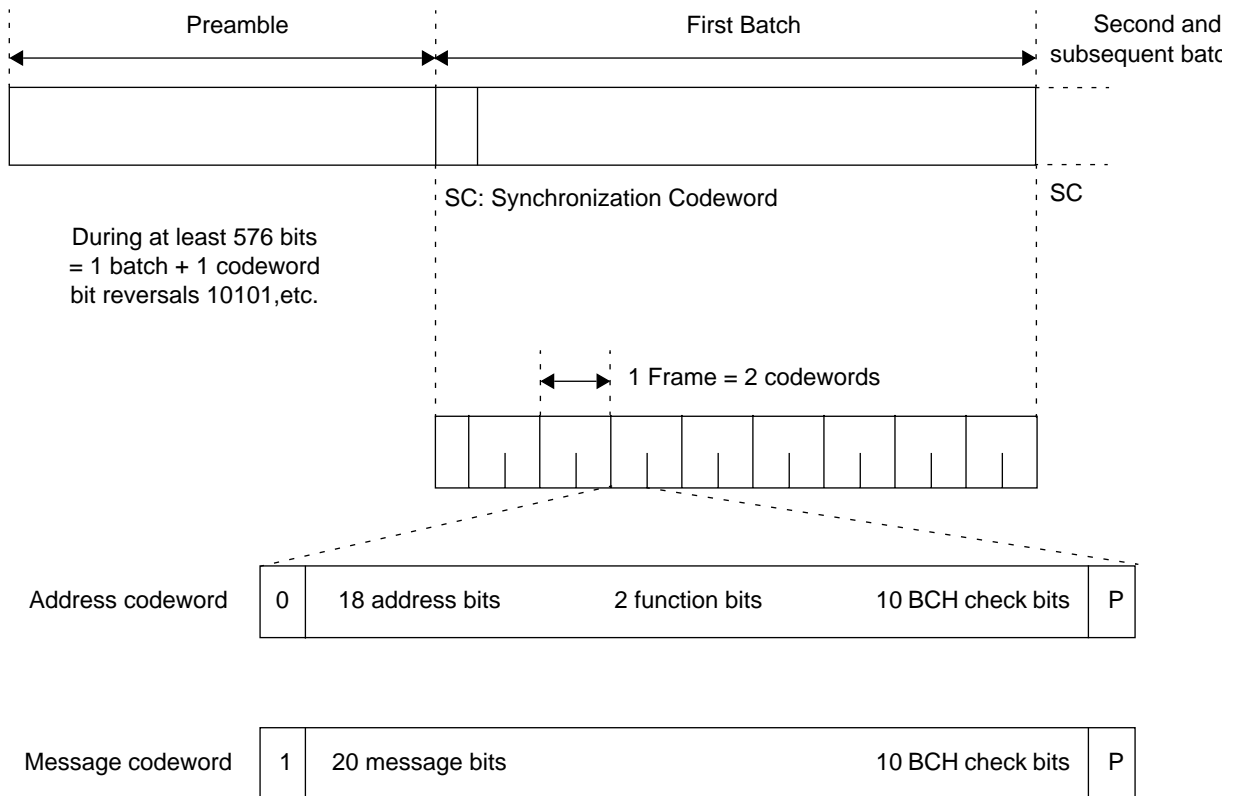 Preamble
First Batch
Second and
subsequent batc
SC: Synchronization Codeword
SC
During at least 576 bits
= 1 batch + 1 codeword
bit reversals 10101,etc.
1 Frame = 2 codewords
Address codeword 0 18 address bits 2 function bits 10 BCH check bits P
Message codeword 1 20 message bits 10 BCH check bits P